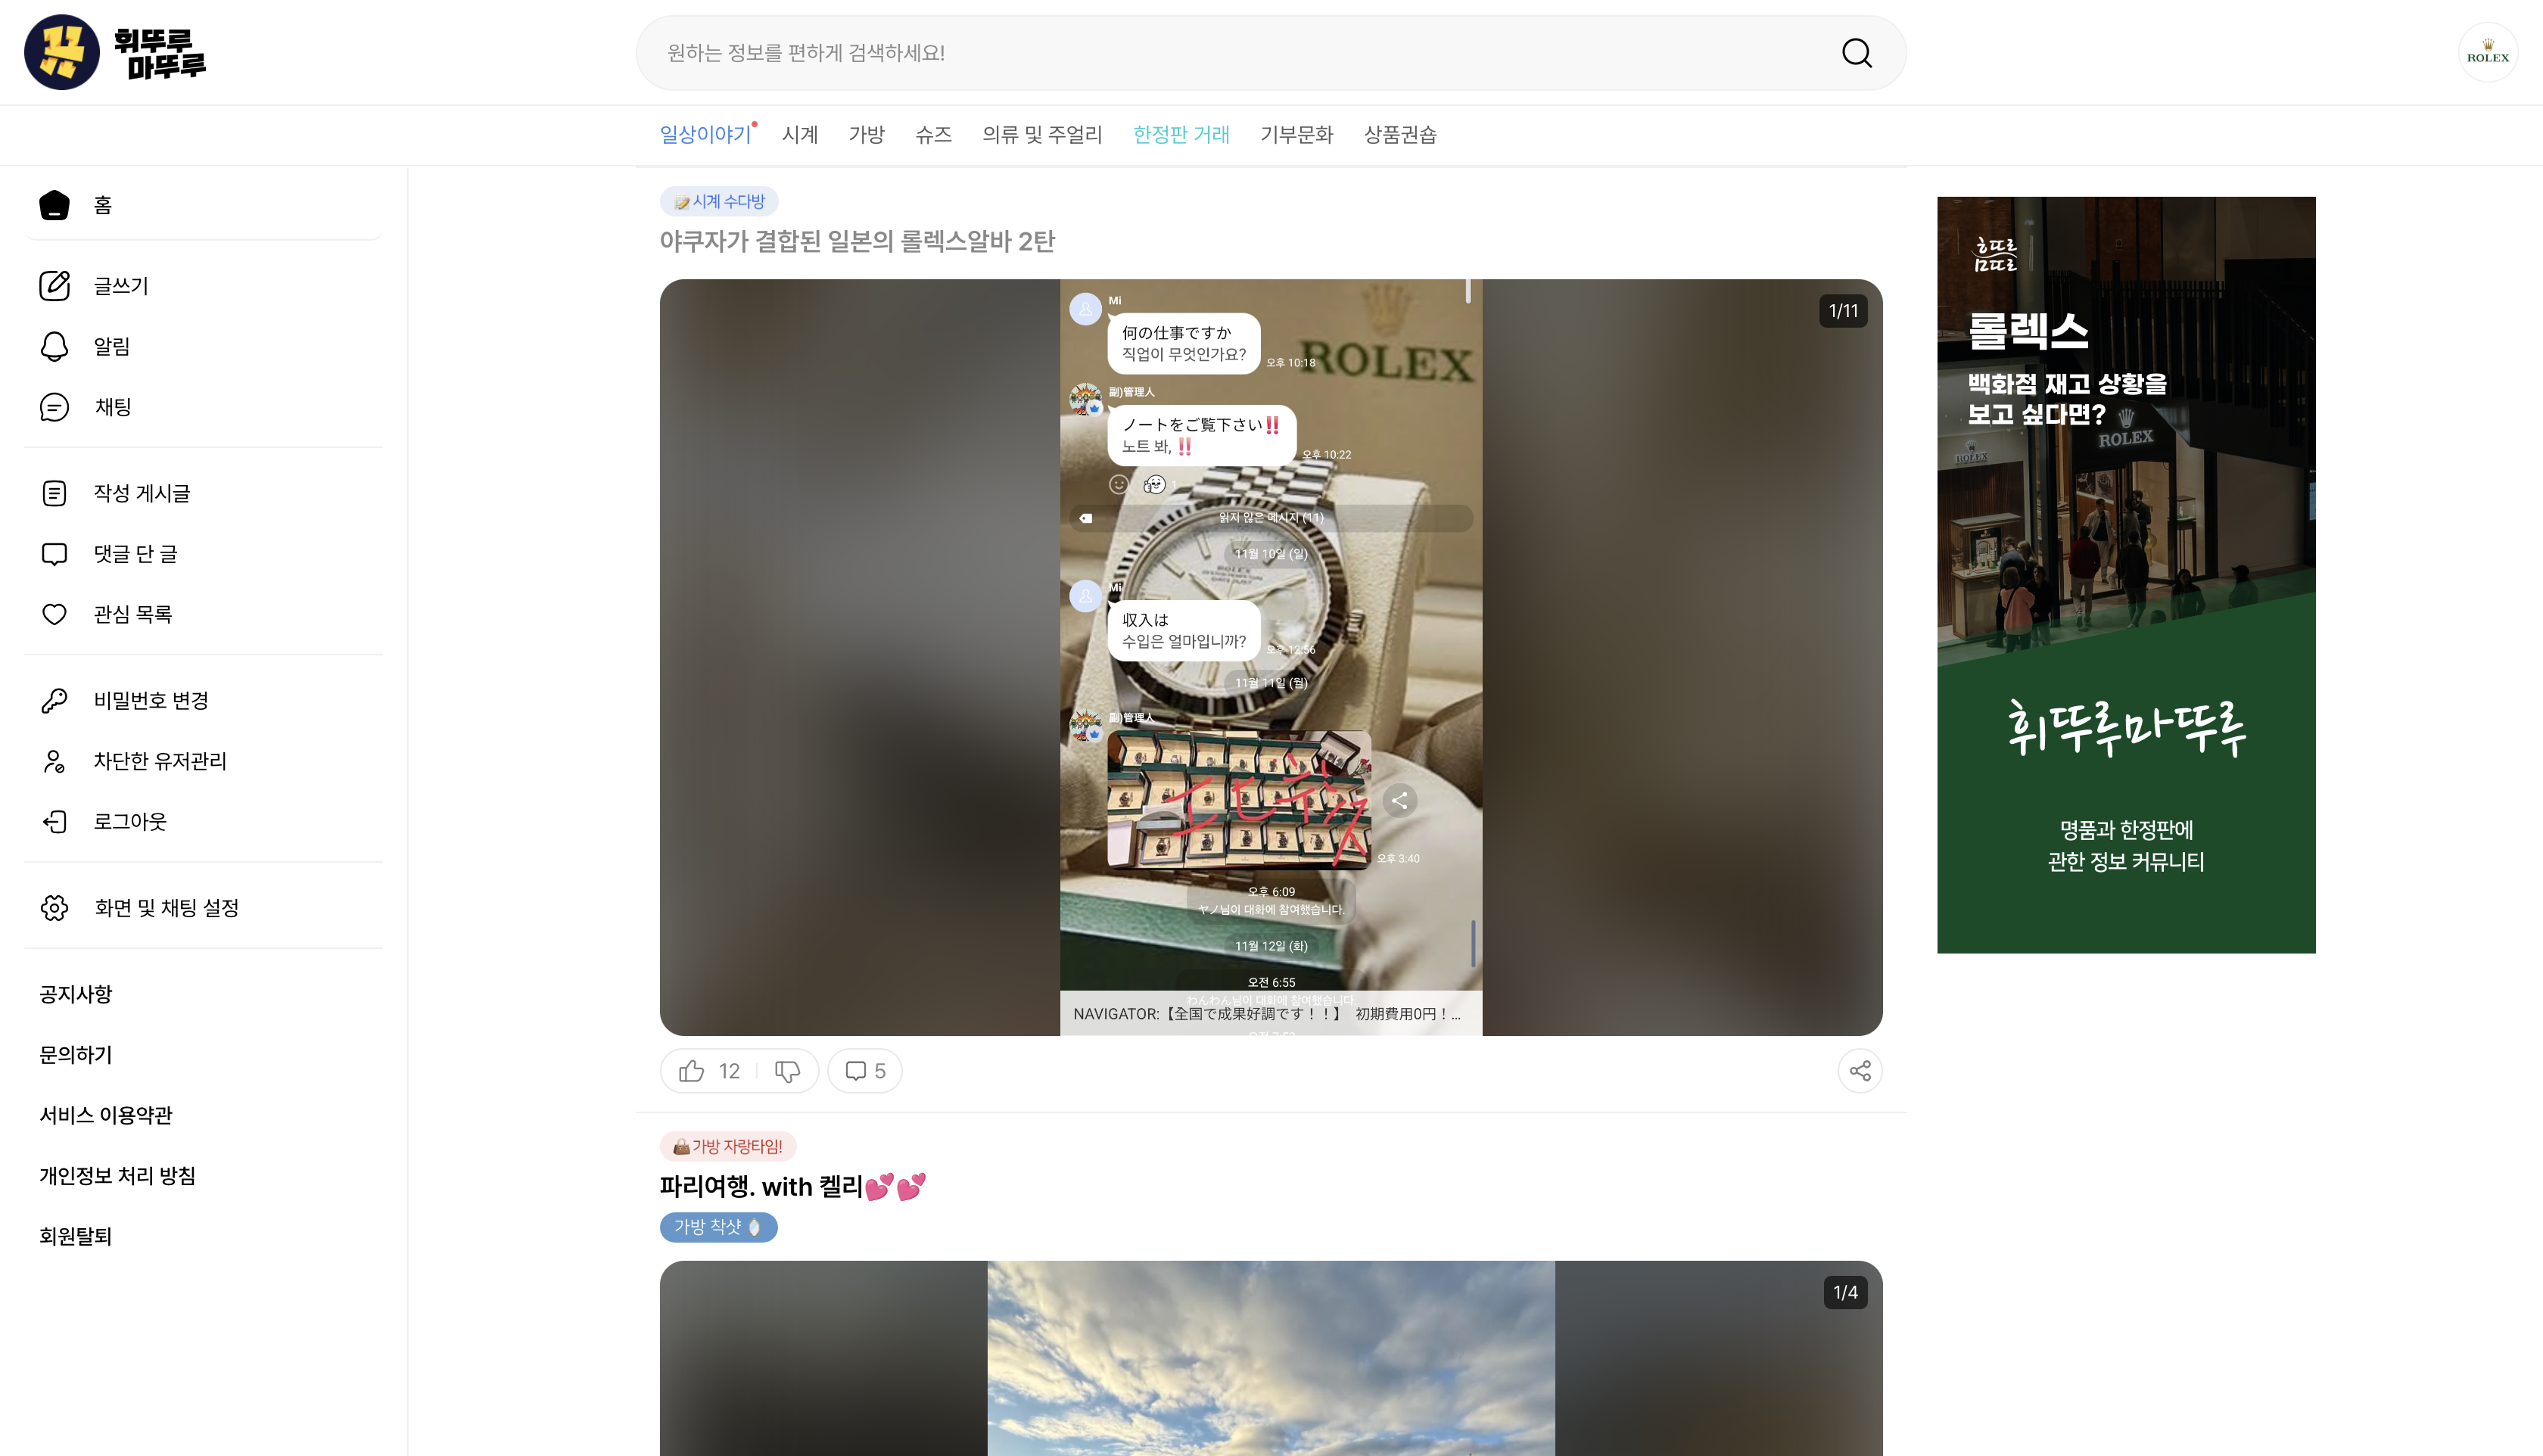 휘뚜루
마뚜루
원하는 정보를 편하게 검색하세요!
ROLEX
일상이야기 시계 가방 슈즈 의류 및 주얼리 한정판 거래 기부문화 상품권숍
홈
글쓰기
알림
채팅
작성 게시글
댓글 단 글
관심 목록
비밀번호 변경
차단한 유저관리
로그아웃
화면 및 채팅 설정
공지사항
문의하기
서비스 이용약관
개인정보 처리 방침
회원탈퇴
시계 수다방
야쿠자가 결합된 일본의 롤렉스알바 2탄
1/11
Mi
何の仕事ですか
직업이 무엇인가요?
오후 10:18
ROLEX
副)管理人
ノートをご覧下さい‼️
노트 봐, ‼️
오후 10:22
1
읽지 않은 메시지 (11)
11월 10일 (일)
ROLEX
Mi
収入は
수입은 얼마입니까?
오후 12:56
11월 11일 (월)
副)管理人
오후 3:40
오후 6:09
ヤノ님이 대화에 참여했습니다.
11월 12일 (화)
오전 6:55
わんわん님이 대화에 참여했습니다.
NAVIGATOR:【全国で成果好調です！！】 初期費用0円！...
12
5
가방 자랑타임!
파리여행. with 켈리💕💕
가방 착샷
1/4
휘뚜루
마뚜루
롤렉스
백화점 재고 상황을
보고 싶다면?
ROLEX
ROLEX
휘뚜루마뚜루
명품과 한정판에
관한 정보 커뮤니티